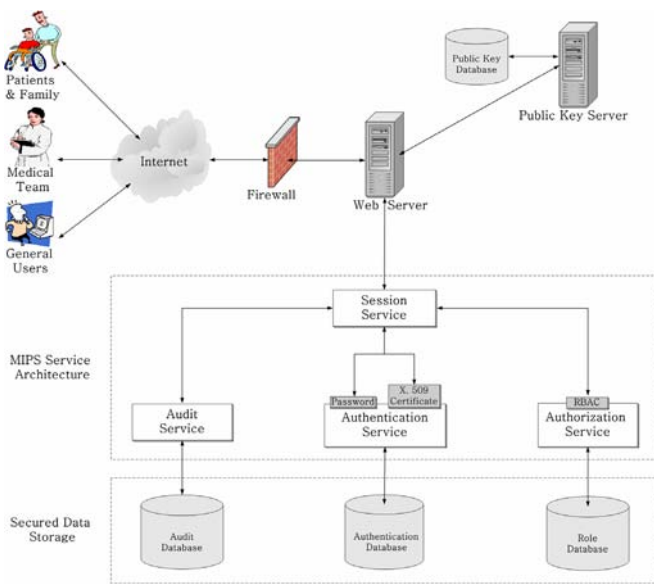 Patients
& Family
Medical
Team
General
Users
Internet
Firewall
Web Server
Public Key
Database
Public Key Server
MIPS Service
Architecture
Session
Service
Password
X. 509
Certificate
RBAC
Audit
Service
Authentication
Service
Authorization
Service
Secured Data
Storage
Audit
Database
Authentication
Database
Role
Database